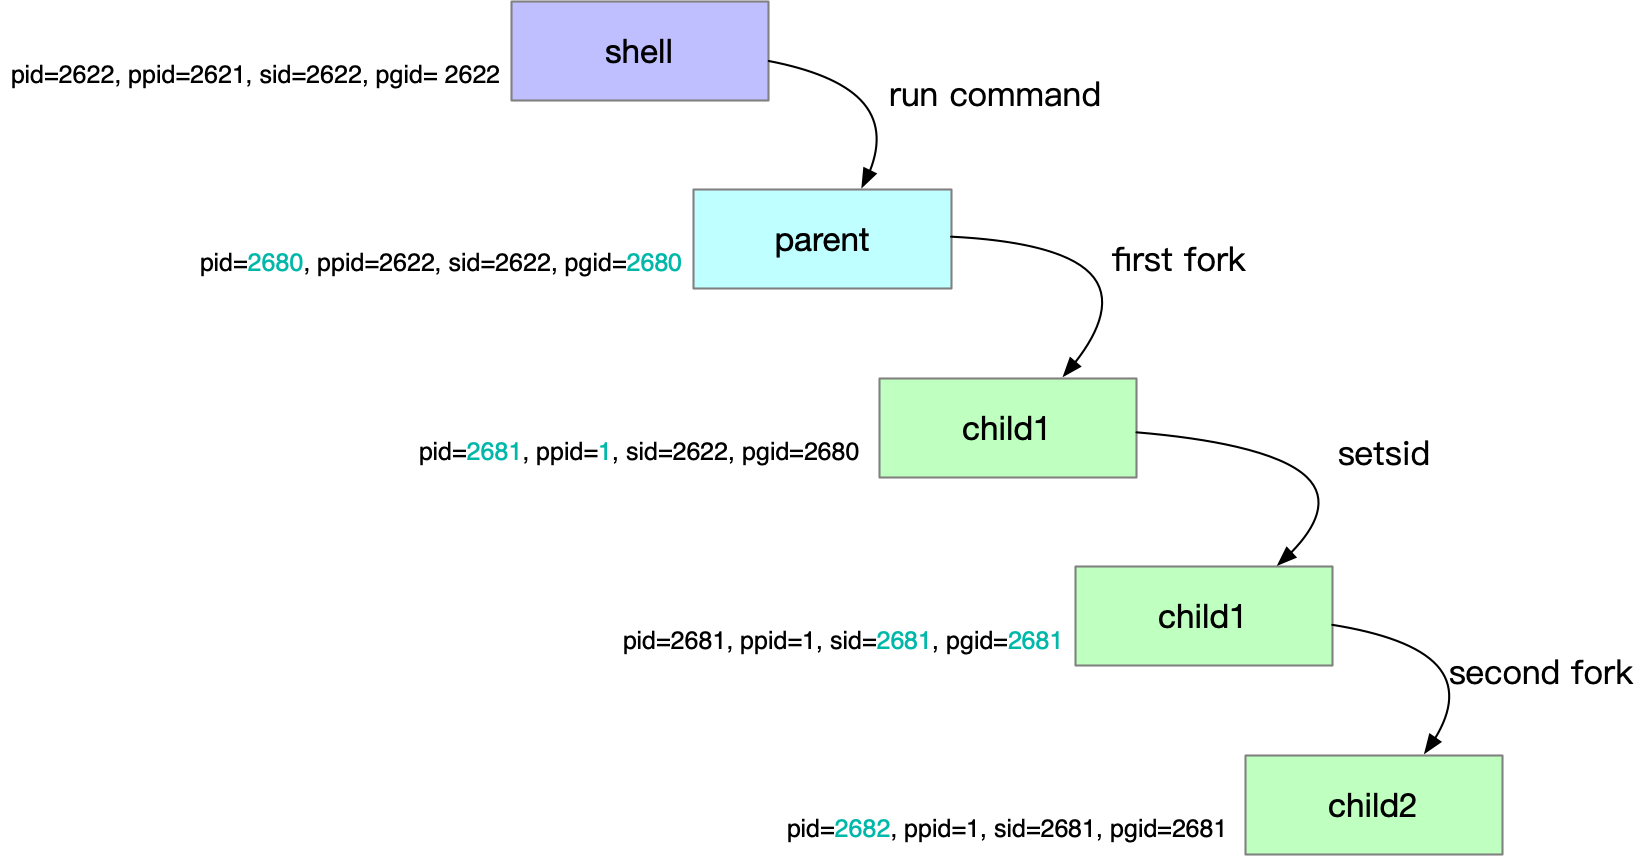 shell
pid=2622, ppid=2621, sid=2622, pgid= 2622
run command
parent
pid=2680, ppid=2622, sid=2622, pgid=2680
first fork
child1
pid=2681, ppid=1, sid=2622, pgid=2680
setsid
child1
pid=2681, ppid=1, sid=2681, pgid=2681
second fork
child2
pid=2682, ppid=1, sid=2681, pgid=2681